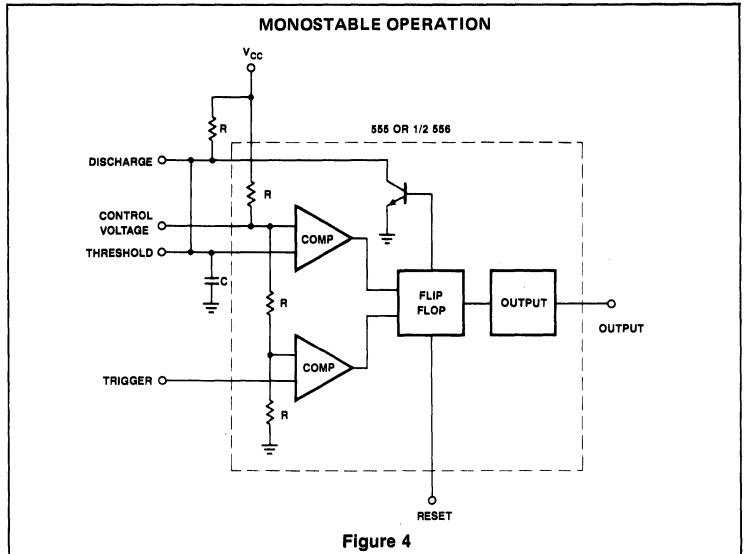 MONOSTABLE OPERATION
VCC
R
555 OR 1/2 556
DISCHARGE
R
CONTROL
VOLTAGE
COMP
THRESHOLD
C
R
FLIP
FLOP
OUTPUT
OUTPUT
COMP
TRIGGER
R
RESET
Figure 4